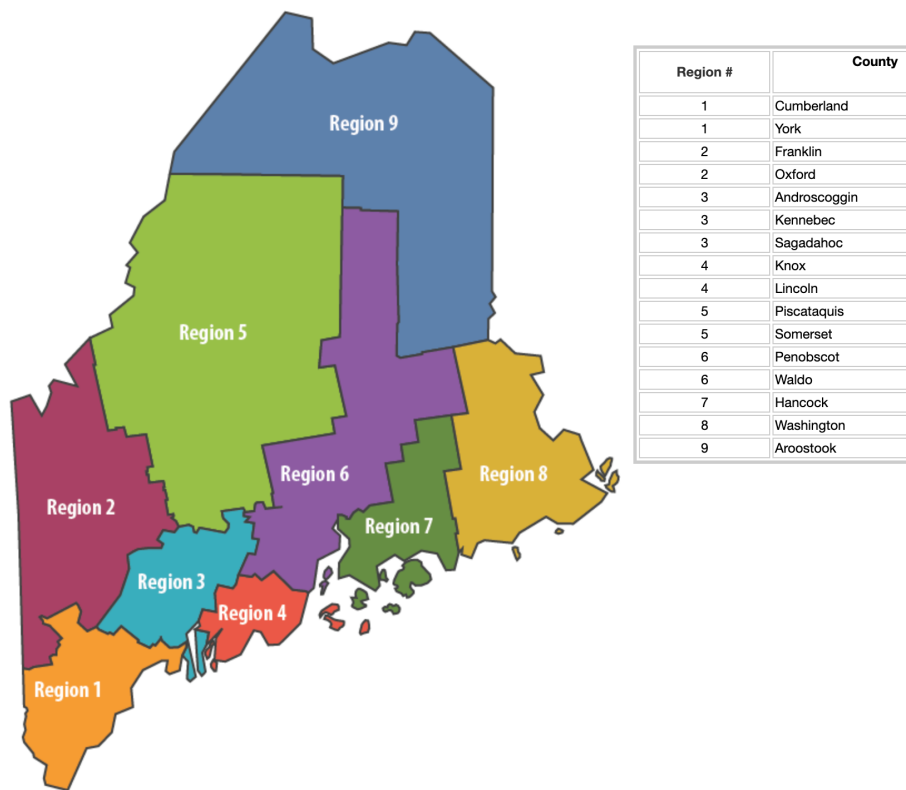 Region 9
Region 5
Region 6
Region 8
Region 2
Region 7
Region 3
Region 4
Region 1
Region # County
1 Cumberland
1 York
2 Franklin
2 Oxford
3 Androscoggin
3 Kennebec
3 Sagadahoc
4 Knox
4 Lincoln
5 Piscataquis
5 Somerset
6 Penobscot
6 Waldo
7 Hancock
8 Washington
9 Aroostook